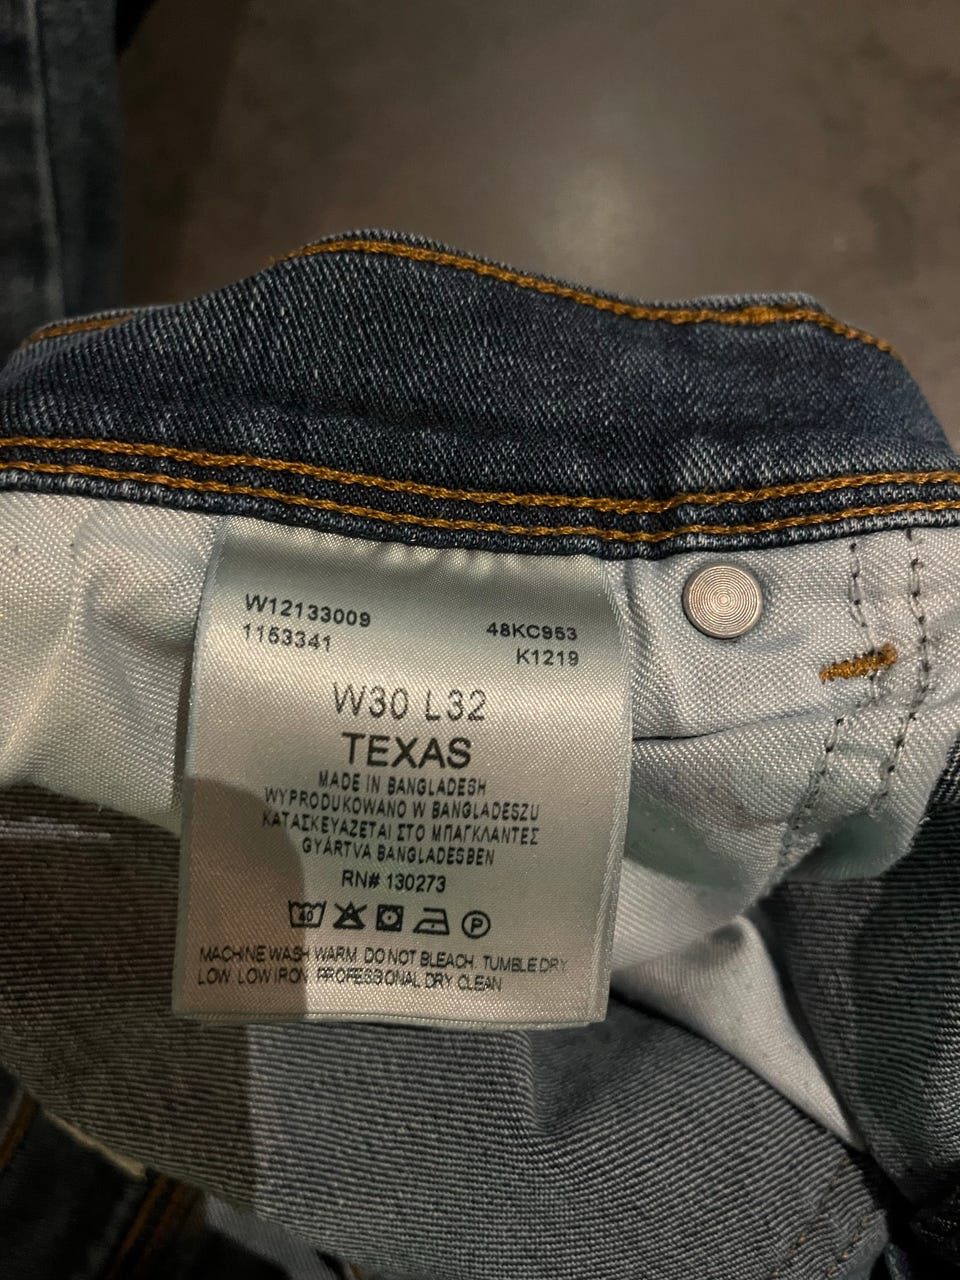 W12133009
1153341
48KC953
K1219
W30 L32
TEXAS
MADE IN BANGLADESH
WYPRODUKOWANO W BANGLADESZU
ΚΑΤΑΣΚΕΥΑΖΕΤΑΙ ΣΤΟ ΜΠΑΓΚΛΑΝΤΕΣ
GYÁRTVA BANGLADESBEN
RN# 130273
40
P
MACHINE WASH WARM. DO NOT BLEACH. TUMBLE DRY
LOW. LOW IRON. PROFESSIONAL DRY CLEAN